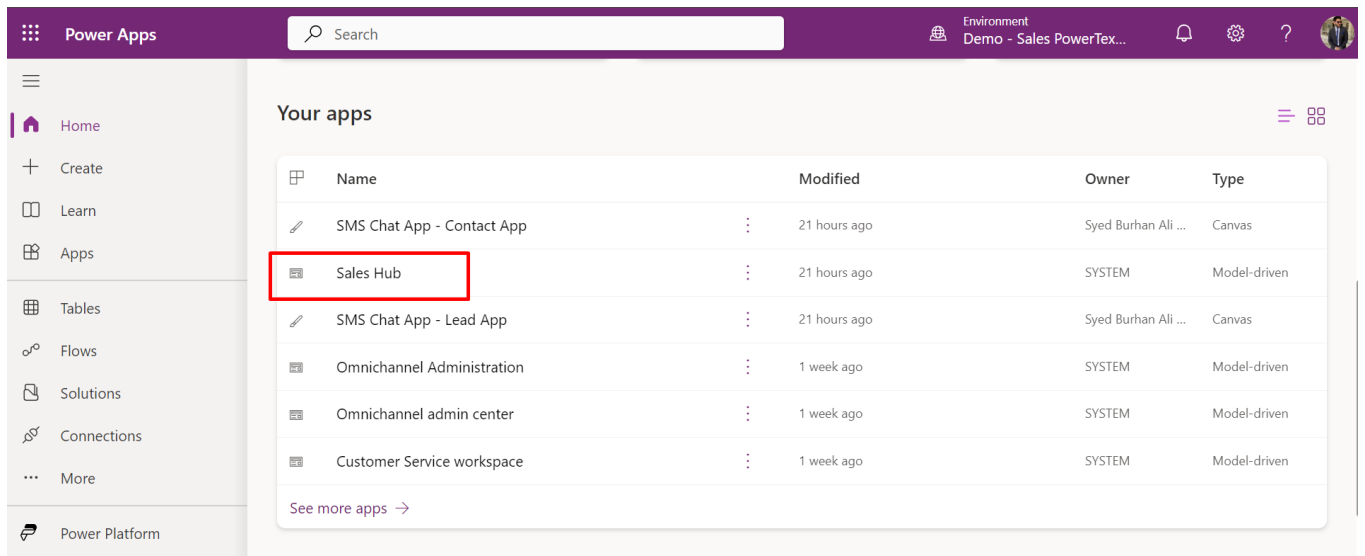 Power Apps
Search
Environment
Demo - Sales PowerTex...
Home
Create
Learn
Apps
Tables
Flows
Solutions
Connections
More
Power Platform
Your apps
Name Modified Owner Type
SMS Chat App - Contact App 21 hours ago Syed Burhan Ali ... Canvas
Sales Hub 21 hours ago SYSTEM Model-driven
SMS Chat App - Lead App 21 hours ago Syed Burhan Ali ... Canvas
Omnichannel Administration 1 week ago SYSTEM Model-driven
Omnichannel admin center 1 week ago SYSTEM Model-driven
Customer Service workspace 1 week ago SYSTEM Model-driven
See more apps →